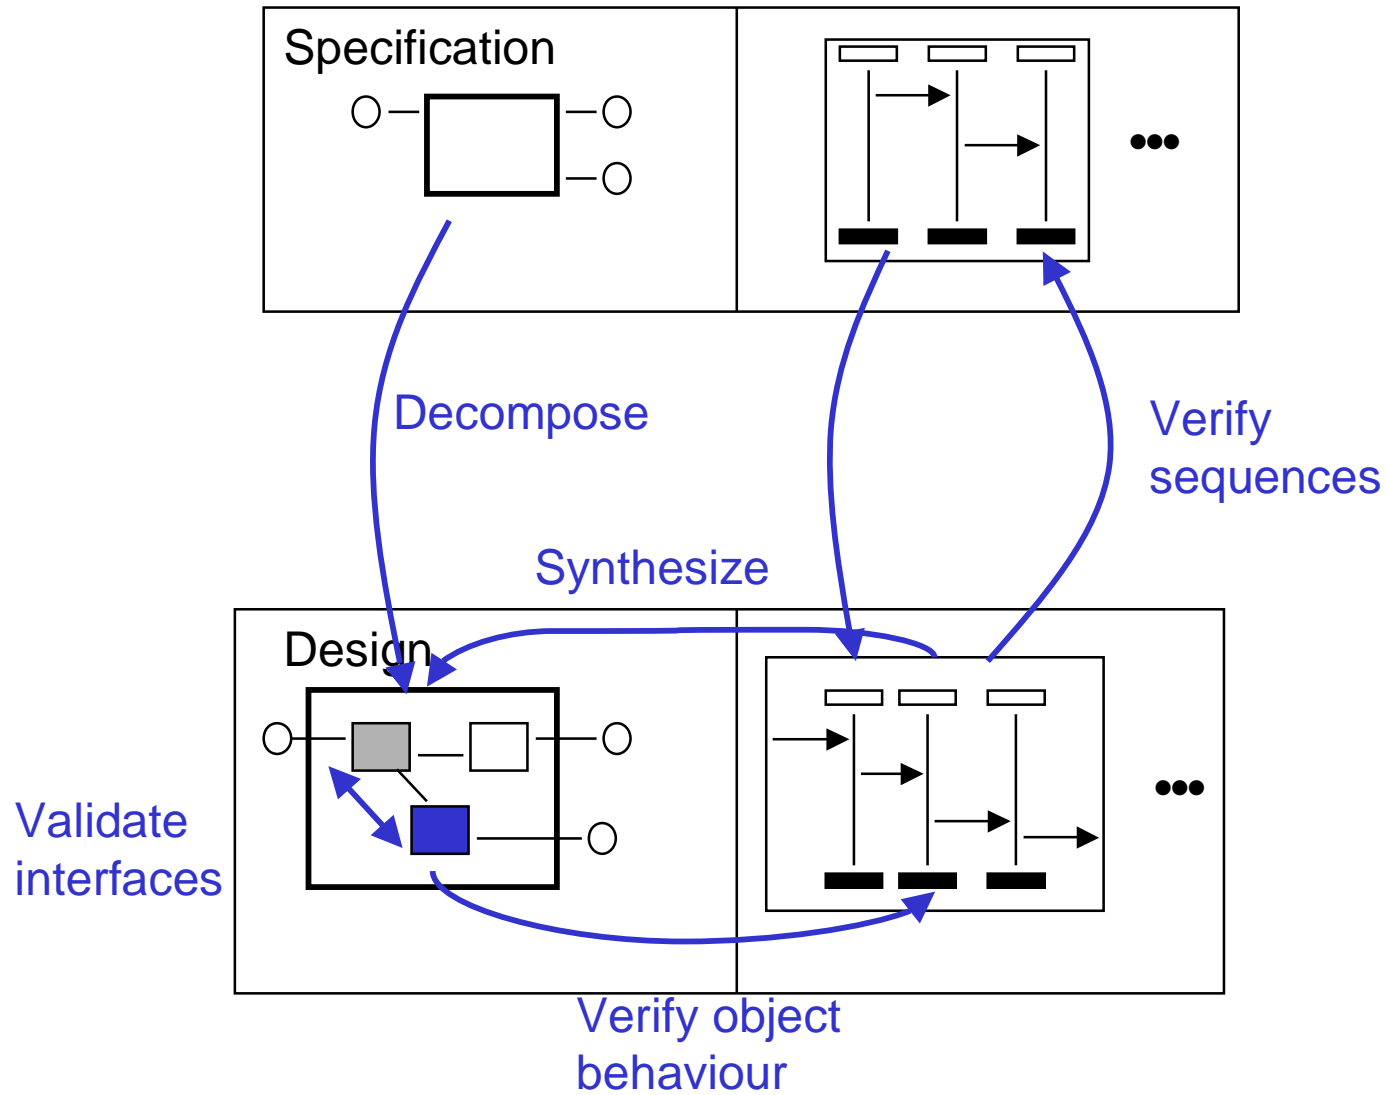 Specification
Decompose
Verify
sequences
Synthesize
Design
Validate
interfaces
Verify object
behaviour